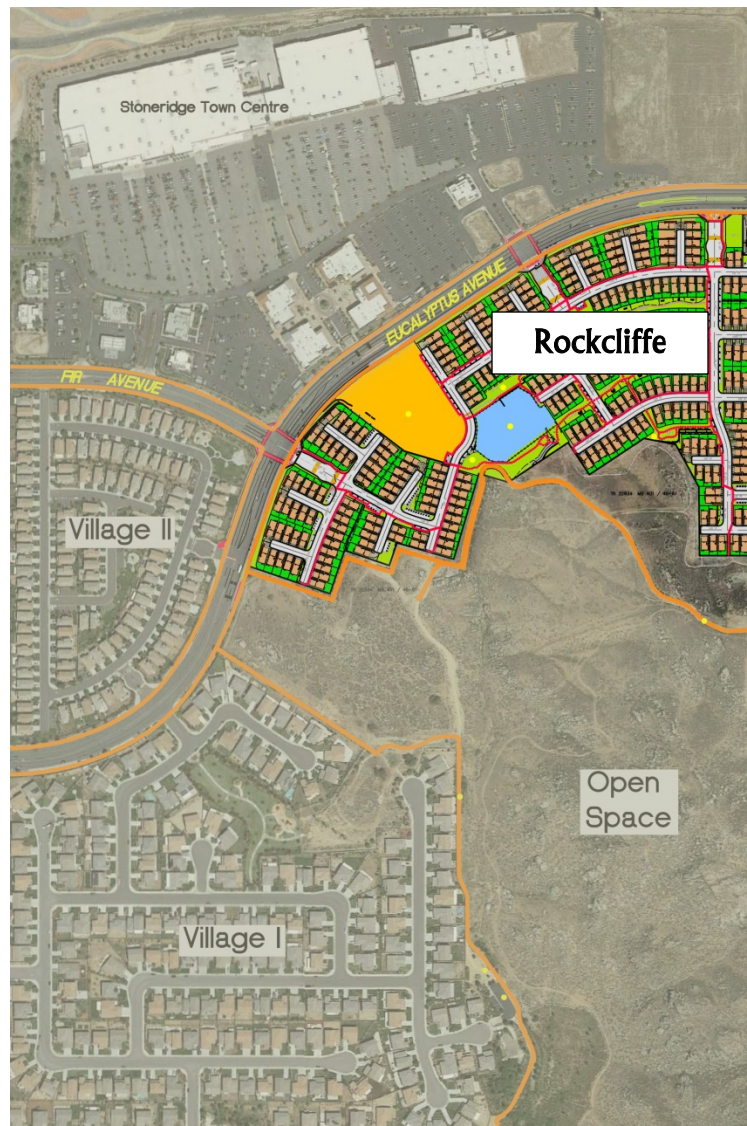 Stoneridge Town Centre
EUCALYPTUS AVENUE
Rockcliffe
FIR AVENUE
Village II
Open
Space
Village I